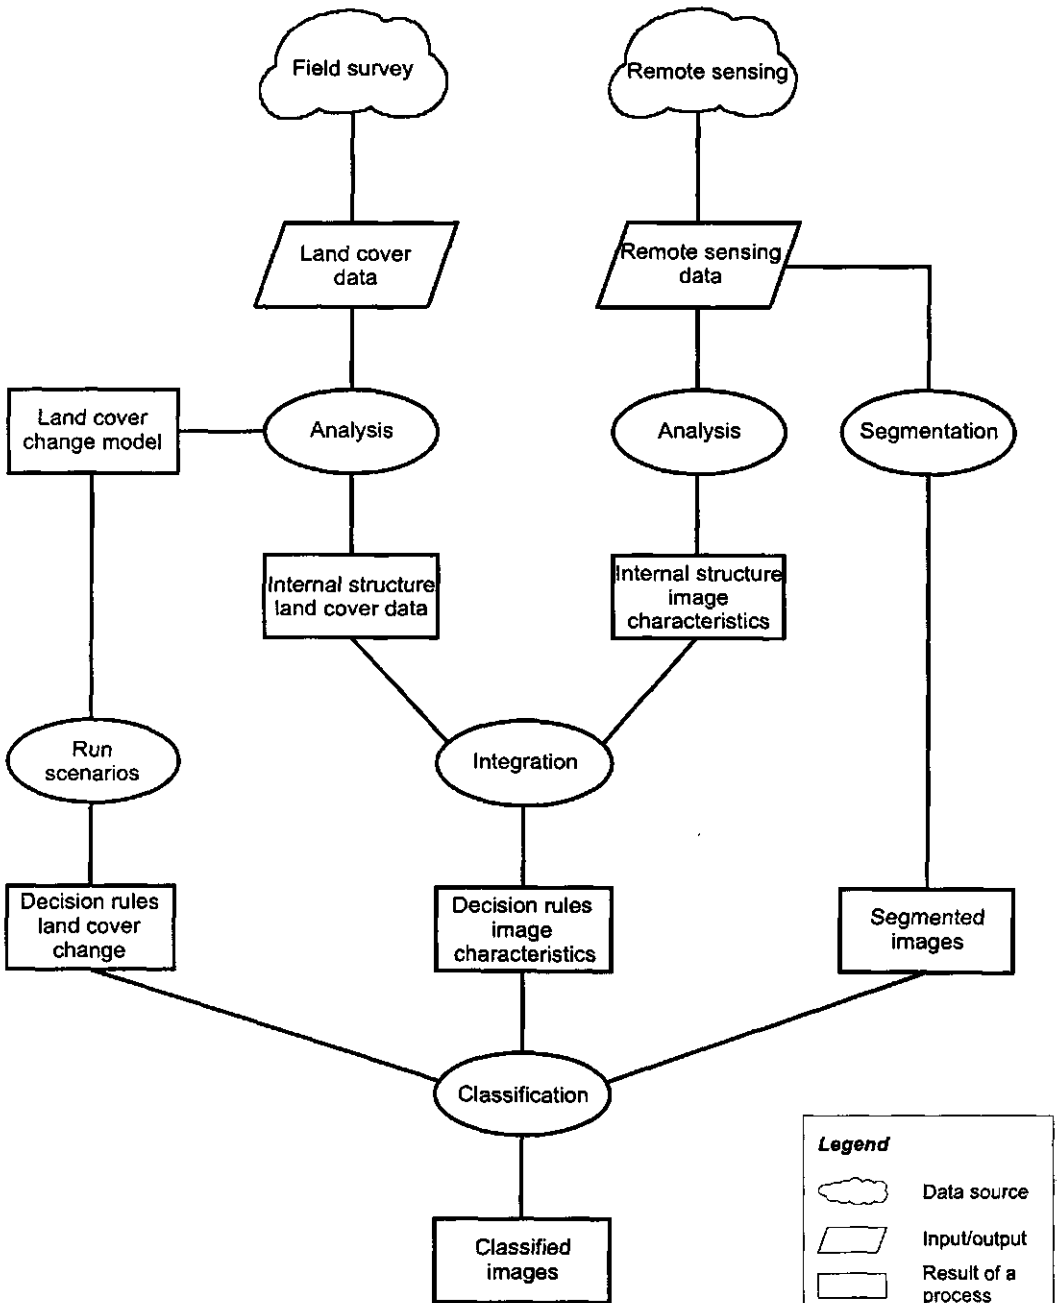 Field survey
Remote sensing
Land cover
data
Remote sensing
data
Land cover
change model
Analysis
Analysis
Segmentation
Internal structure
land cover data
Internal structure
image
characteristics
Run
scenarios
Integration
Decision rules
land cover
change
Decision rules
image
characteristics
Segmented
images
Classification
Classified
images
Legend
Data source
Input/output
Result of a
process